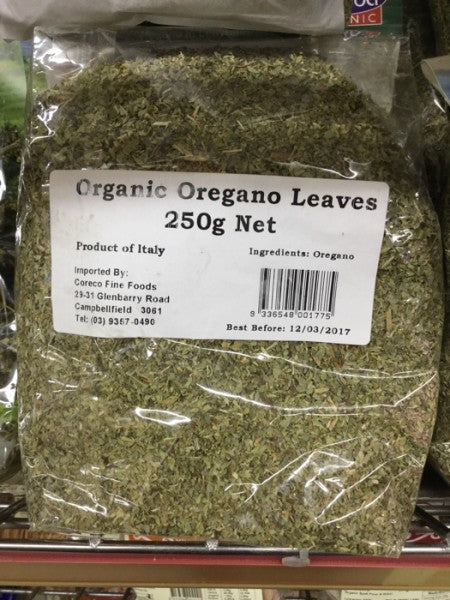 NIC
Organic Oregano Leaves
250g Net
Product of Italy
Ingredients: Oregano
Imported By:
Coreco Fine Foods
29-31 Glenbarry Road
Campbellfield 3061
Tel: (03) 9357-0490
9 336548 001775
Best Before: 12/03/2017